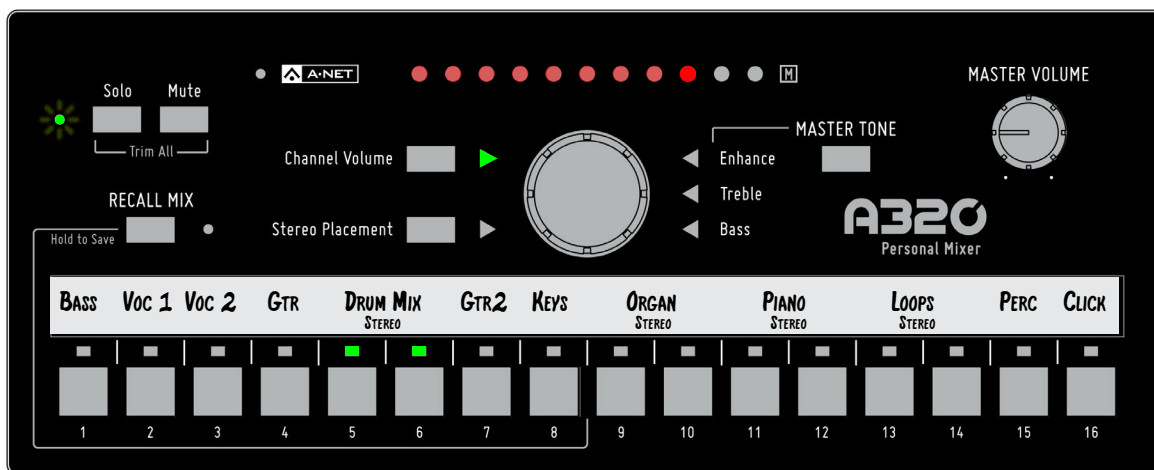 A·NET
M
MASTER VOLUME
Solo Mute
Trim All
MASTER TONE
Channel Volume
Enhance
Treble
RECALL MIX
Hold to Save
Stereo Placement
Bass
A320
Personal Mixer
BASS VOC 1 VOC 2 GTR DRUM MIX GTR2 KEYS ORGAN PIANO LOOPS PERC CLICK
STEREO STEREO STEREO STEREO
1 2 3 4 5 6 7 8 9 10 11 12 13 14 15 16